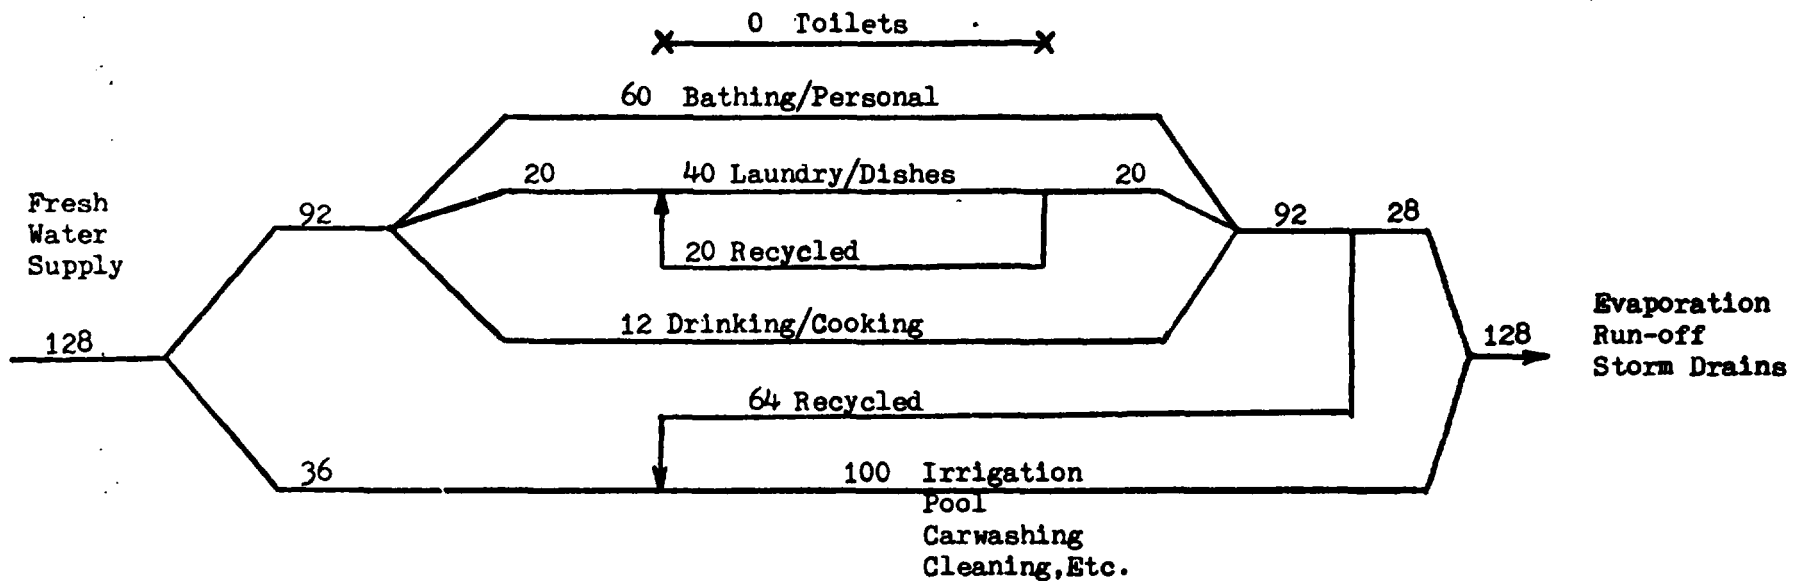 0 Toilets
60 Bathing/Personal
20
40 Laundry/Dishes
20
Fresh
Water
Supply
92
92
28
20 Recycled
12 Drinking/Cooking
128
128
Evaporation
Run-off
Storm Drains
64 Recycled
36
100 Irrigation
Pool
Carwashing
Cleaning,Etc.